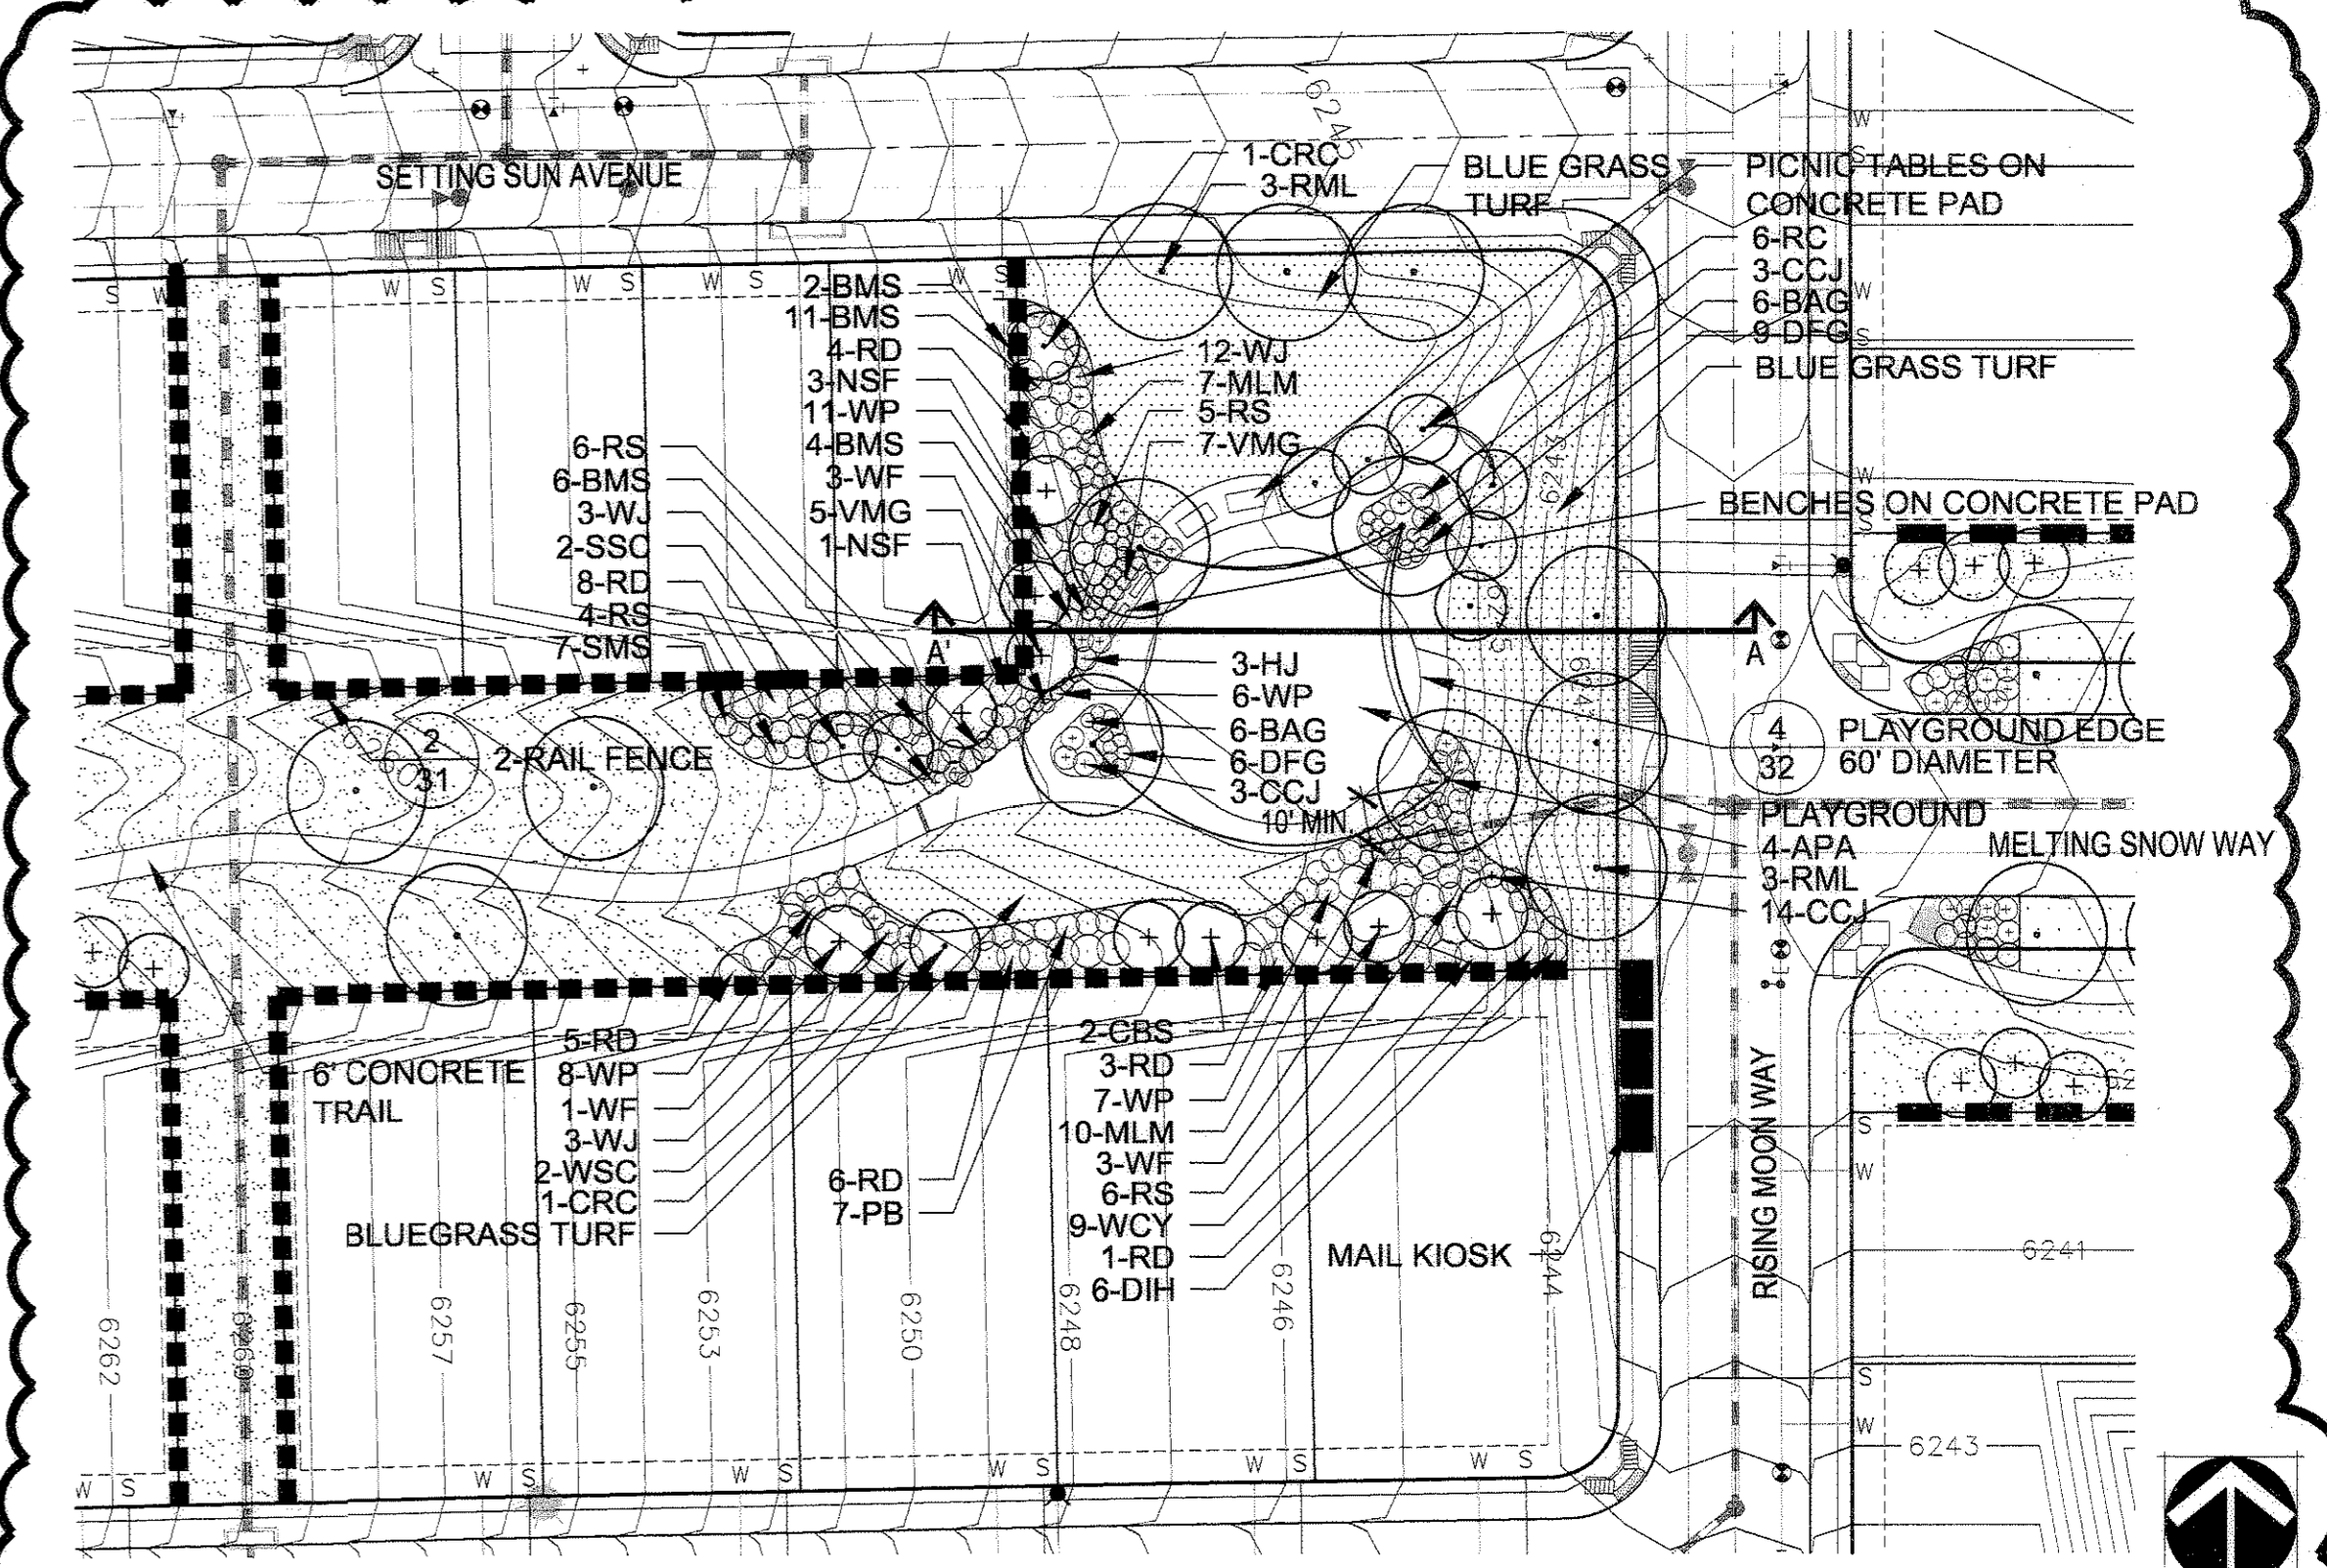 6245
SETTING SUN AVENUE
1-CRC
3-RML
BLUE GRASS
TURF
PICNIC TABLES ON
CONCRETE PAD
6-RC
3-CCJ
6-BAG
9-DFG
BLUE GRASS TURF
2-BMS
11-BMS
4-RD
3-NSF
11-WP
4-BMS
3-WF
5-VMG
1-NSF
12-WJ
7-MLM
5-RS
7-VMG
6-RS
6-BMS
3-WJ
2-SSC
8-RD
4-RS
7-SMS
BENCHES ON CONCRETE PAD
6243
6245
644
A'
A
3-HJ
6-WP
6-BAG
6-DFG
3-CCJ
10' MIN.
2
31
2-RAIL FENCE
4
32
PLAYGROUND EDGE
60' DIAMETER
PLAYGROUND
4-APA
3-RML
14-CCJ
MELTING SNOW WAY
6' CONCRETE
TRAIL
5-RD
8-WP
1-WF
3-WJ
2-WSC
1-CRC
BLUEGRASS TURF
6-RD
7-PB
2-CBS
3-RD
7-WP
10-MLM
3-WF
6-RS
9-WCY
1-RD
6-DIH
MAIL KIOSK
RISING MOON WAY
6262
6260
6257
6255
6253
6250
6248
6246
6244
6241
6243
W S W S W S W S
W S W S W S W S W S